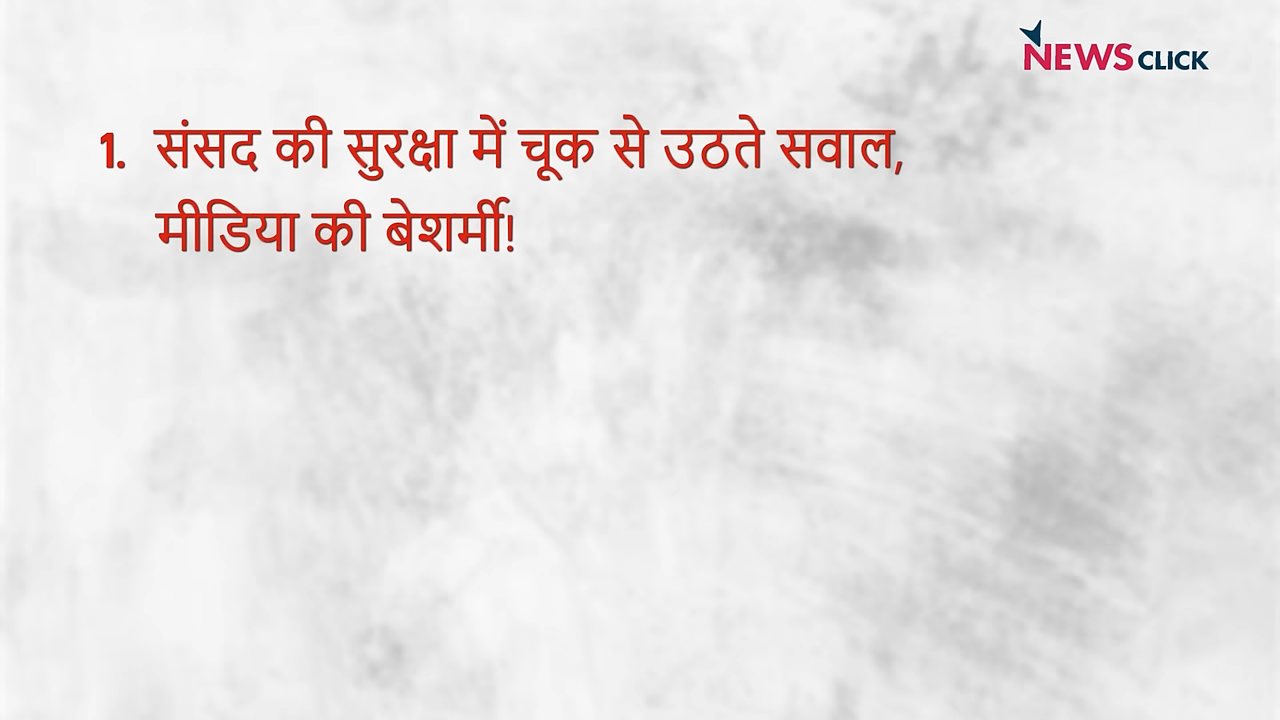 NEWSCLICK
1. संसद की सुरक्षा में चूक से उठते सवाल,
मीडिया की बेशर्मी!